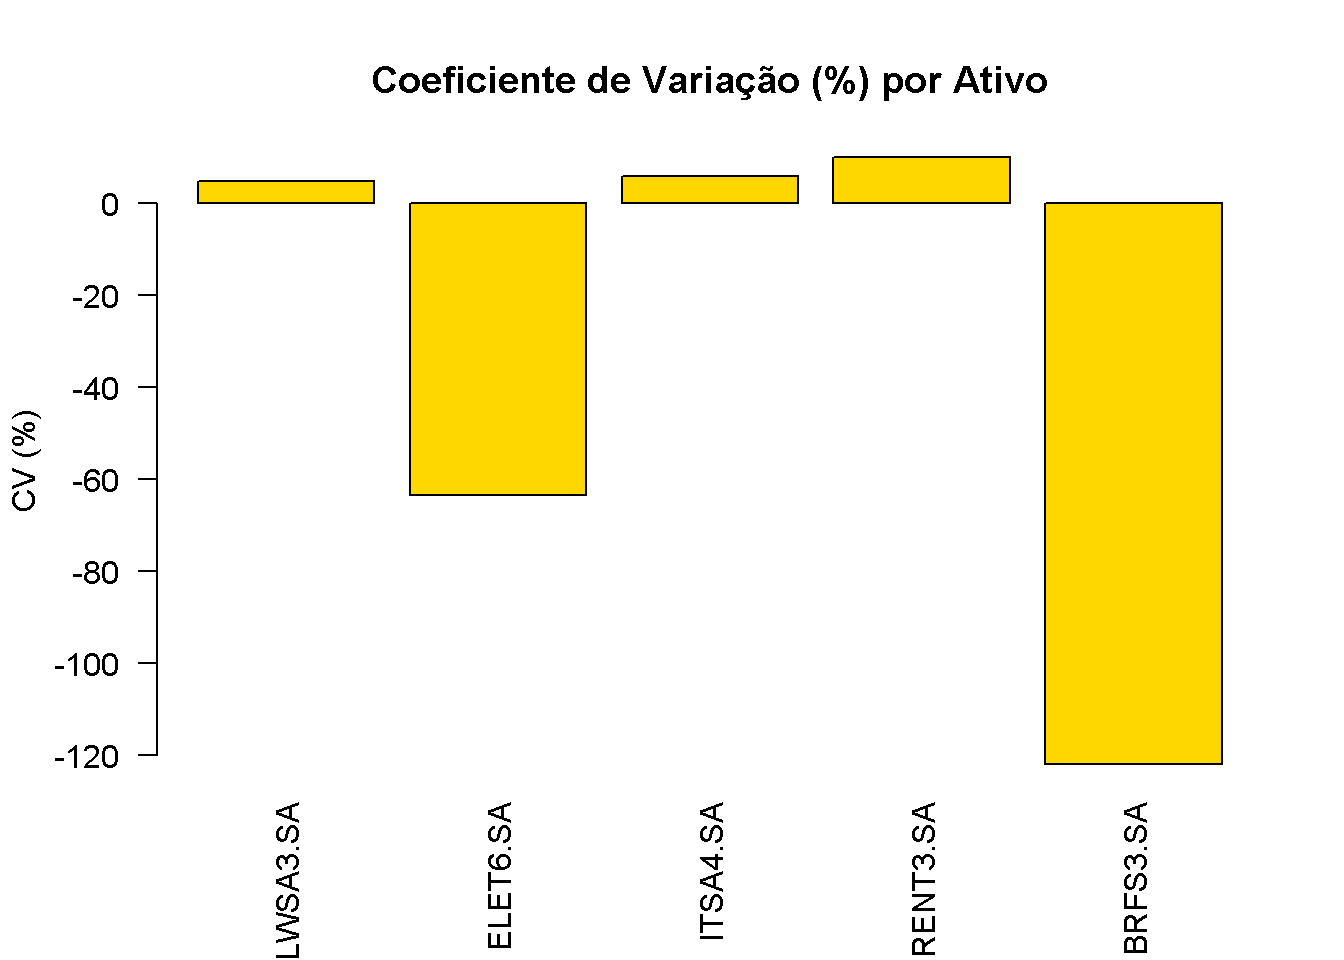 Coeficiente de Variação (%) por Ativo
CV (%)
0
-20
-40
-60
-80
-100
-120
LWSA3.SA
ELET6.SA
ITSA4.SA
RENT3.SA
BRFS3.SA